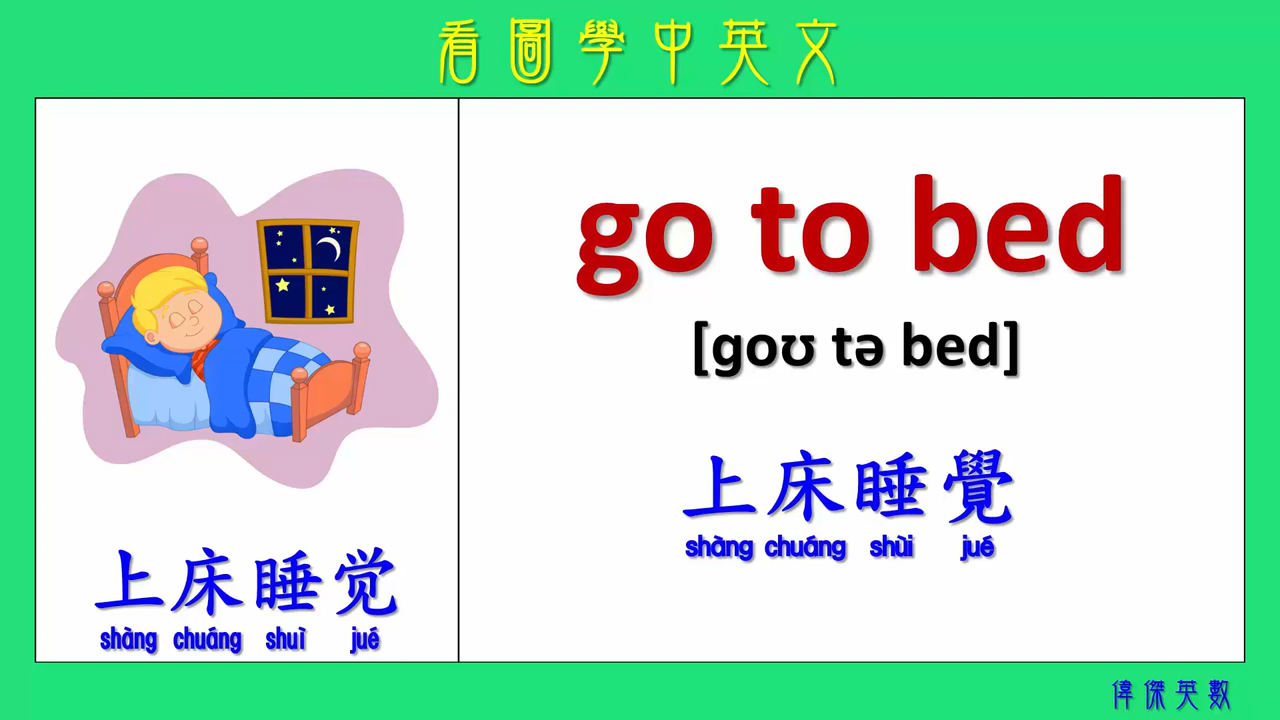 看圖學中英文
go to bed
[goʊ tə bed]
上床睡覺
shàng chuáng shùi jué
上床睡觉
shàng chuáng shuì jué
偉傑英數